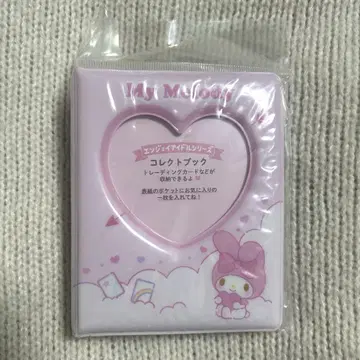 My Melody
エンジョイアイドルシリーズ
コレクトブック
トレーディングカードなどが
収納できるよ♡
表紙のポケットにお気に入りの
一枚を入れてね!